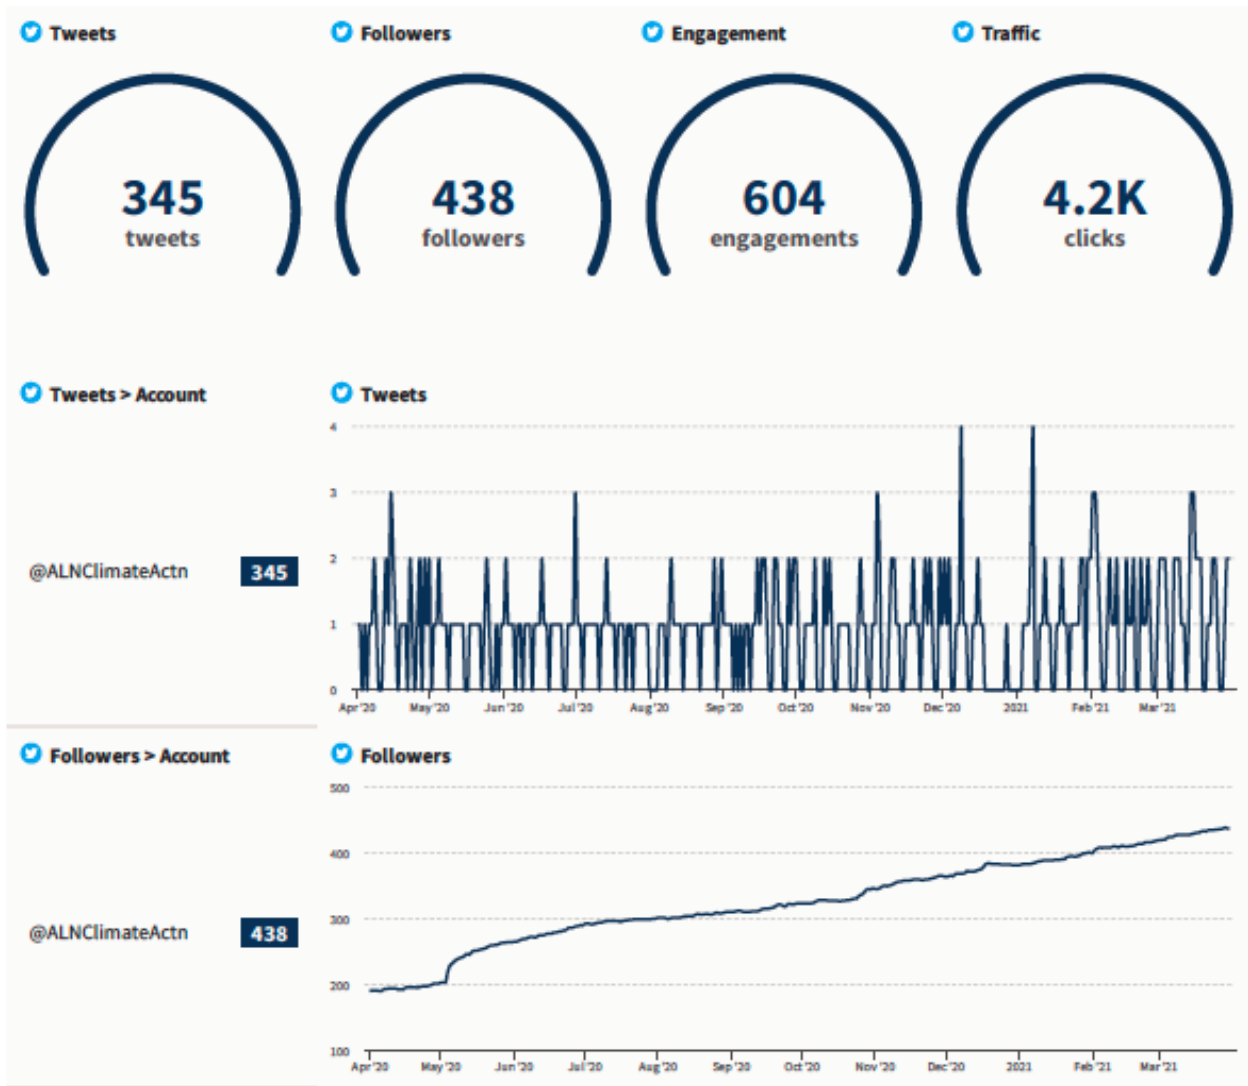 Tweets Followers Engagement Traffic
345 438 604 4.2K
tweets followers engagements clicks
Tweets > Account
@ALNClimateActn 345
Tweets
4
3
2
1
0
Apr'20 May'20 Jun'20 Jul'20 Aug'20 Sep'20 Oct'20 Nov'20 Dec'20 2021 Feb'21 Mar'21
Followers > Account
@ALNClimateActn 438
Followers
500
400
300
200
100
Apr'20 May'20 Jun'20 Jul'20 Aug'20 Sep'20 Oct'20 Nov'20 Dec'20 2021 Feb'21 Mar'21